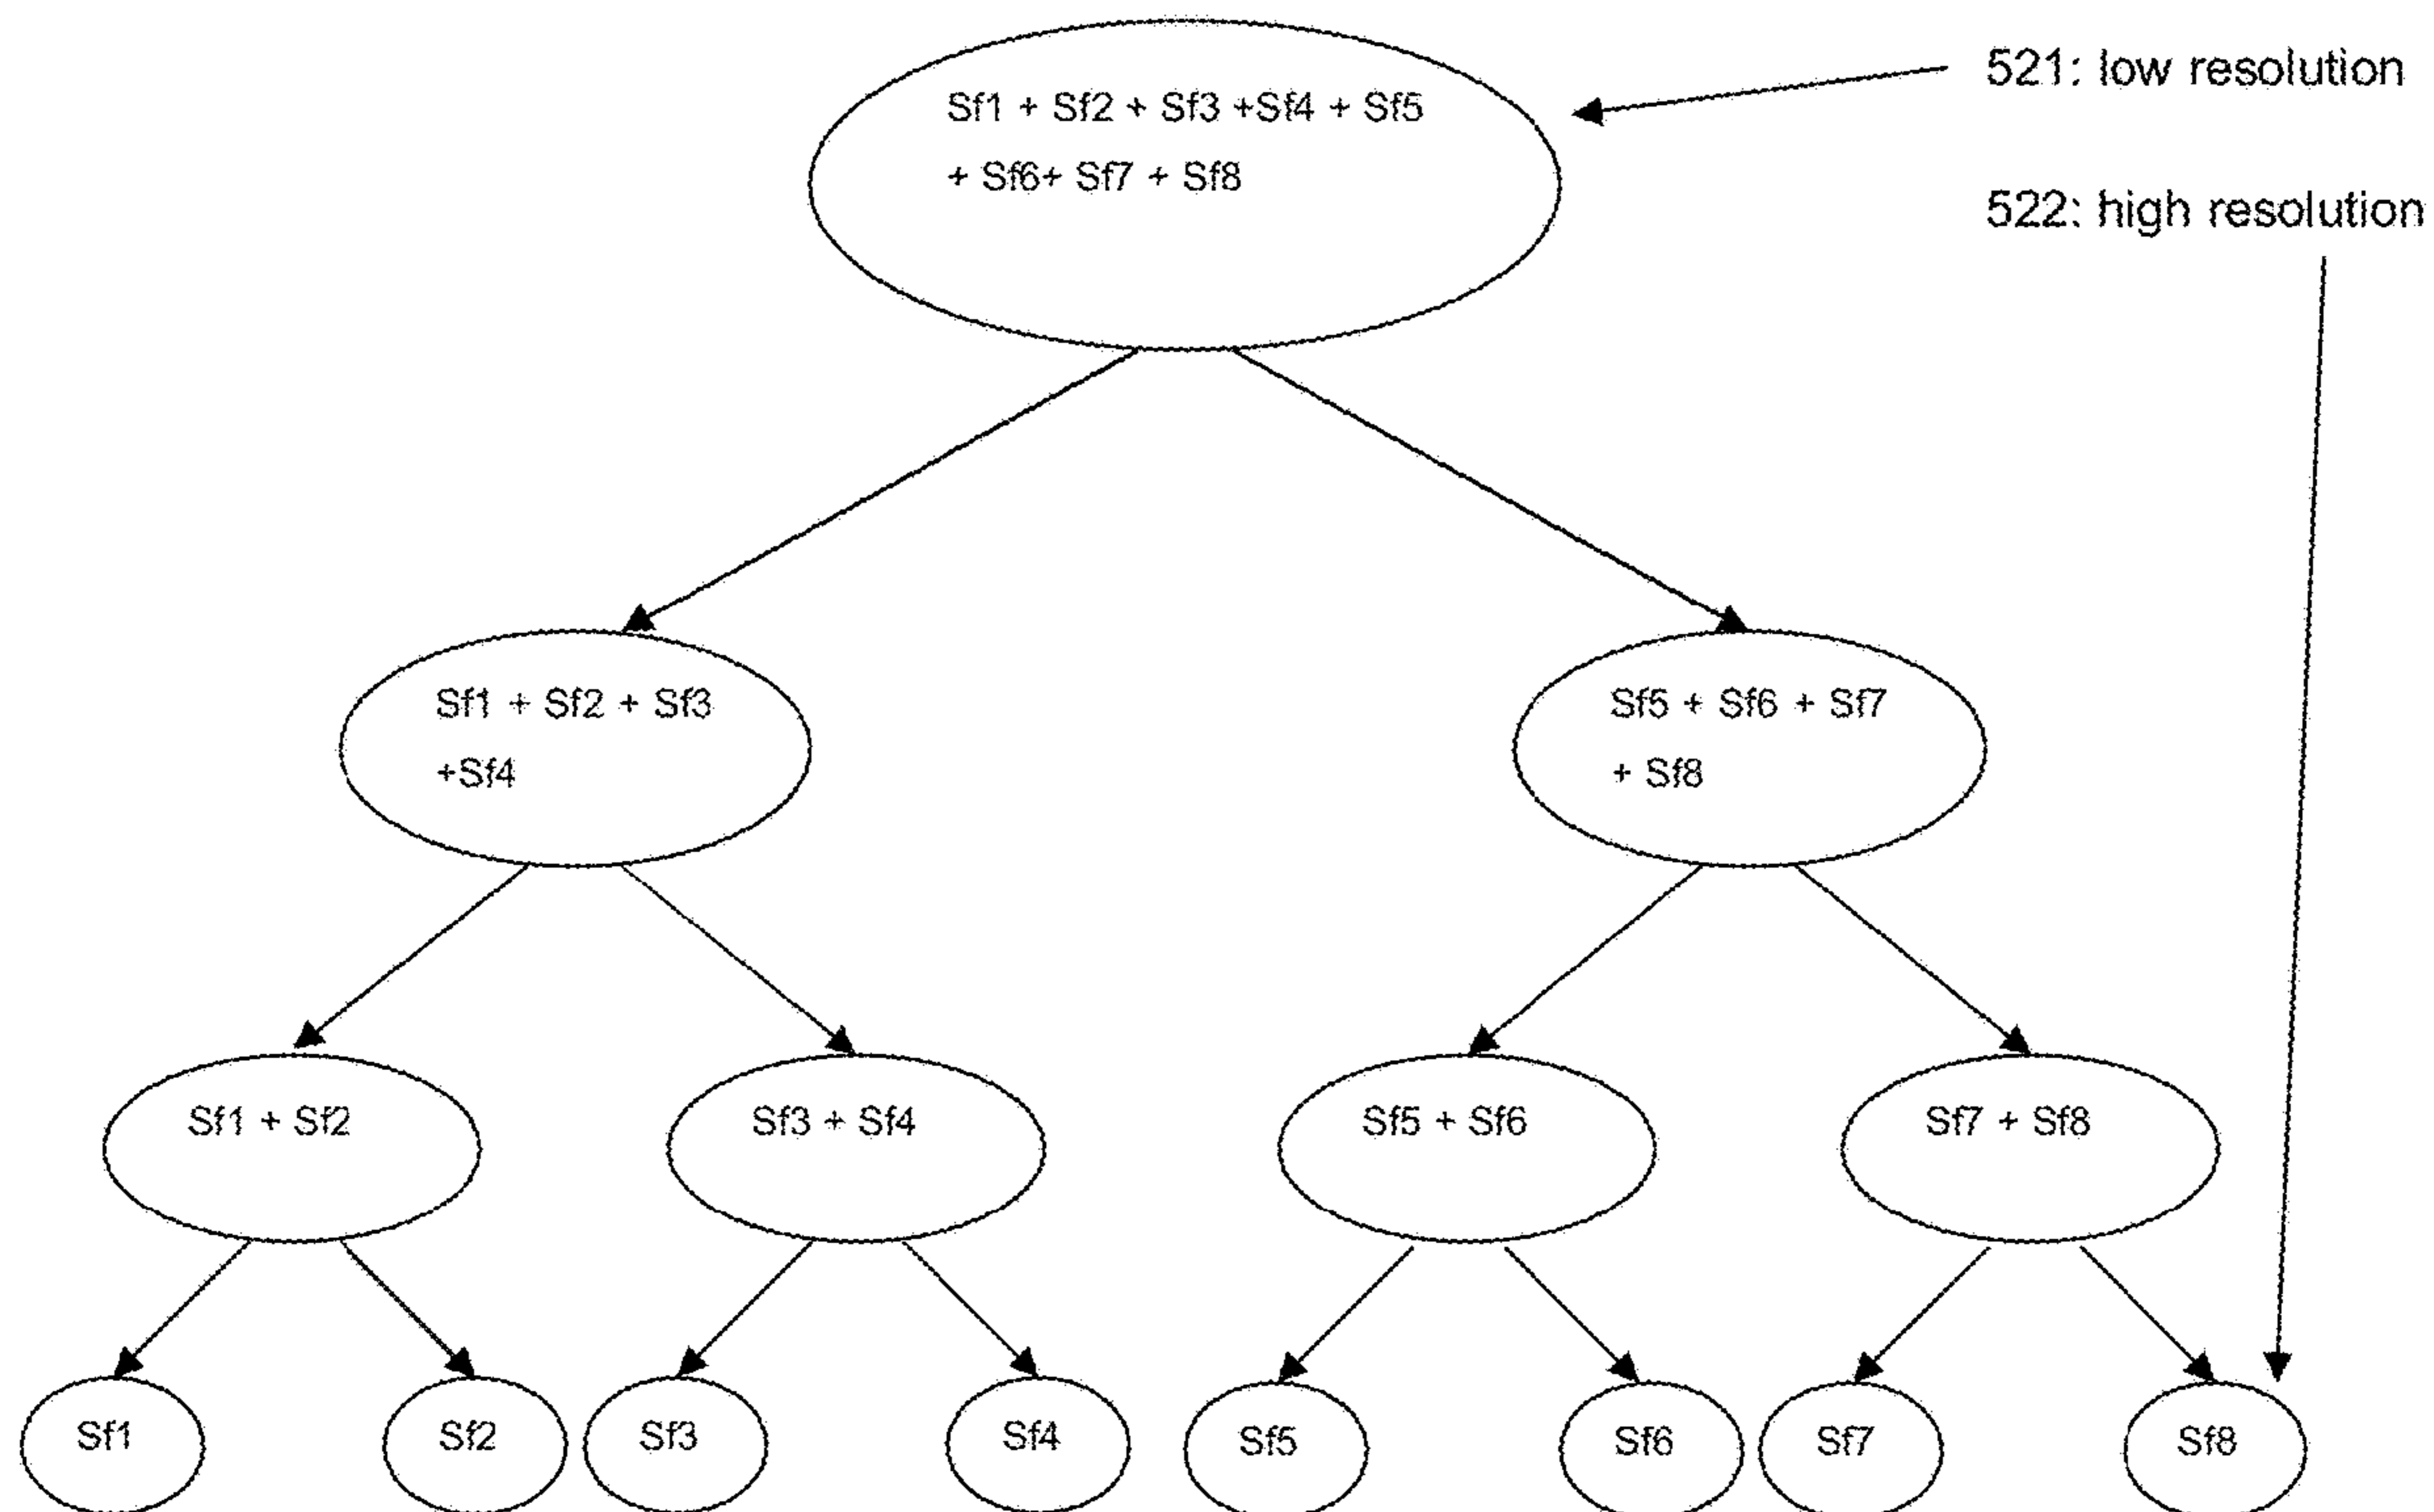 Sf1 + Sf2 + Sf3 +Sf4 + Sf5
+ Sf6+ Sf7 + Sf8
521: low resolution
522: high resolution
Sf1 + Sf2 + Sf3
+Sf4
Sf5 + Sf6 + Sf7
+ Sf8
Sf1 + Sf2
Sf3 + Sf4
Sf5 + Sf6
Sf7 + Sf8
Sf1
Sf2
Sf3
Sf4
Sf5
Sf6
Sf7
Sf8